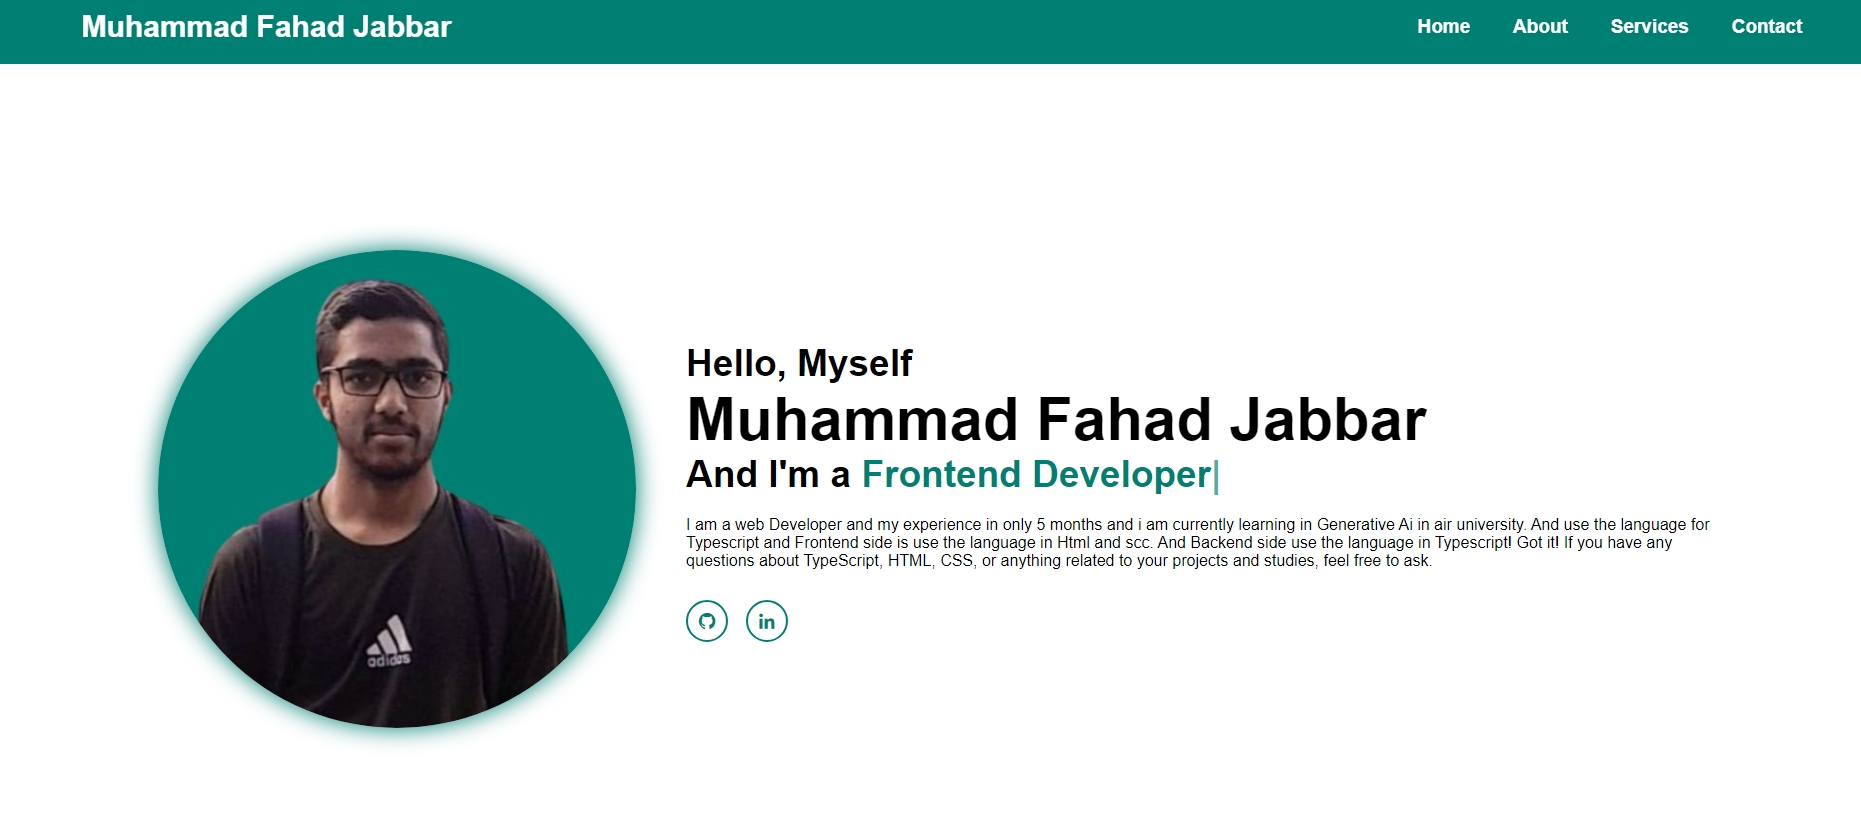 Muhammad Fahad Jabbar
Home About Services Contact
Hello, Myself
Muhammad Fahad Jabbar
And I'm a Frontend Developer|
I am a web Developer and my experience in only 5 months and i am currently learning in Generative Ai in air university. And use the language for
Typescript and Frontend side is use the language in Html and scc. And Backend side use the language in Typescript! Got it! If you have any
questions about TypeScript, HTML, CSS, or anything related to your projects and studies, feel free to ask.
in
adidas